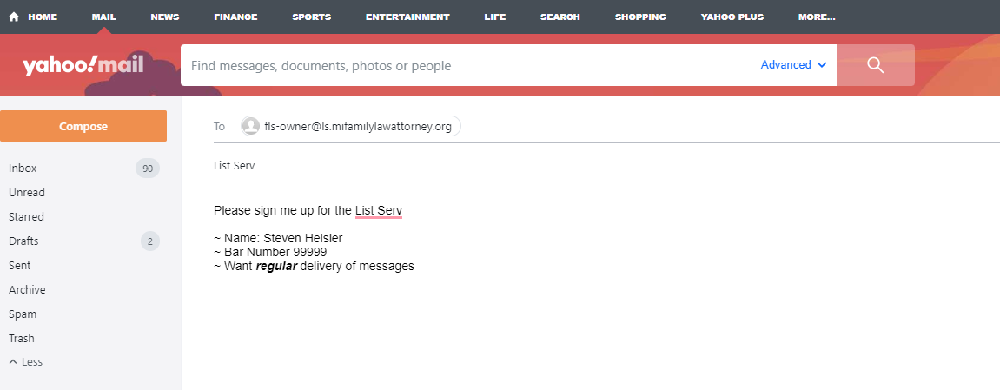 HOME MAIL NEWS FINANCE SPORTS ENTERTAINMENT LIFE SEARCH SHOPPING YAHOO PLUS MORE...
yahoo!mail
Find messages, documents, photos or people
Advanced
Compose
Inbox 90
Unread
Starred
Drafts 2
Sent
Archive
Spam
Trash
Less
To fls-owner@ls.mifamilylawattorney.org
List Serv
Please sign me up for the List Serv
~ Name: Steven Heisler
~ Bar Number 99999
~ Want regular delivery of messages